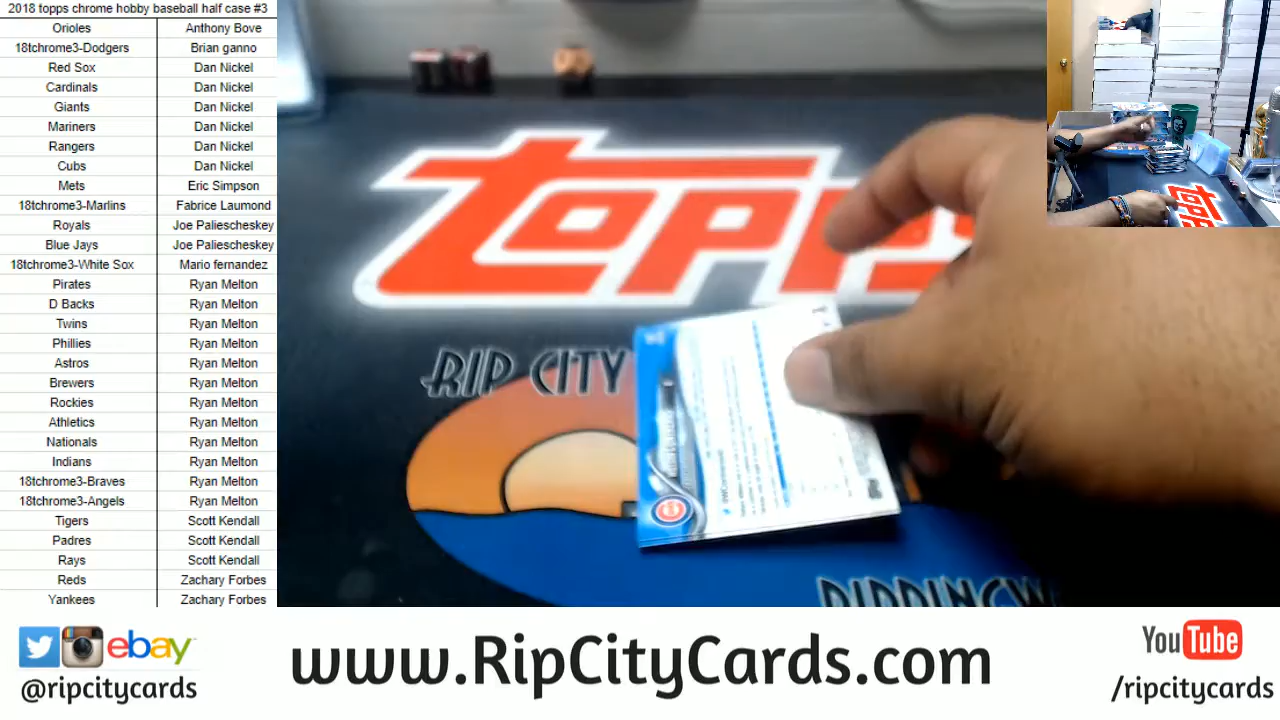 2018 topps chrome hobby baseball half case #3
Orioles Anthony Bove
18tchrome3-Dodgers Brian ganno
Red Sox Dan Nickel
Cardinals Dan Nickel
Giants Dan Nickel
Mariners Dan Nickel
Rangers Dan Nickel
Cubs Dan Nickel
Mets Eric Simpson
18tchrome3-Marlins Fabrice Laumond
Royals Joe Paliescheskey
Blue Jays Joe Paliescheskey
18tchrome3-White Sox Mario fernandez
Pirates Ryan Melton
D Backs Ryan Melton
Twins Ryan Melton
Phillies Ryan Melton
Astros Ryan Melton
Brewers Ryan Melton
Rockies Ryan Melton
Athletics Ryan Melton
Nationals Ryan Melton
Indians Ryan Melton
18tchrome3-Braves Ryan Melton
18tchrome3-Angels Ryan Melton
Tigers Scott Kendall
Padres Scott Kendall
Rays Scott Kendall
Reds Zachary Forbes
Yankees Zachary Forbes
topps
RIP CITY
RIPPINGW
ebay
@ripcitycards
www.RipCityCards.com
YouTube
/ripcitycards